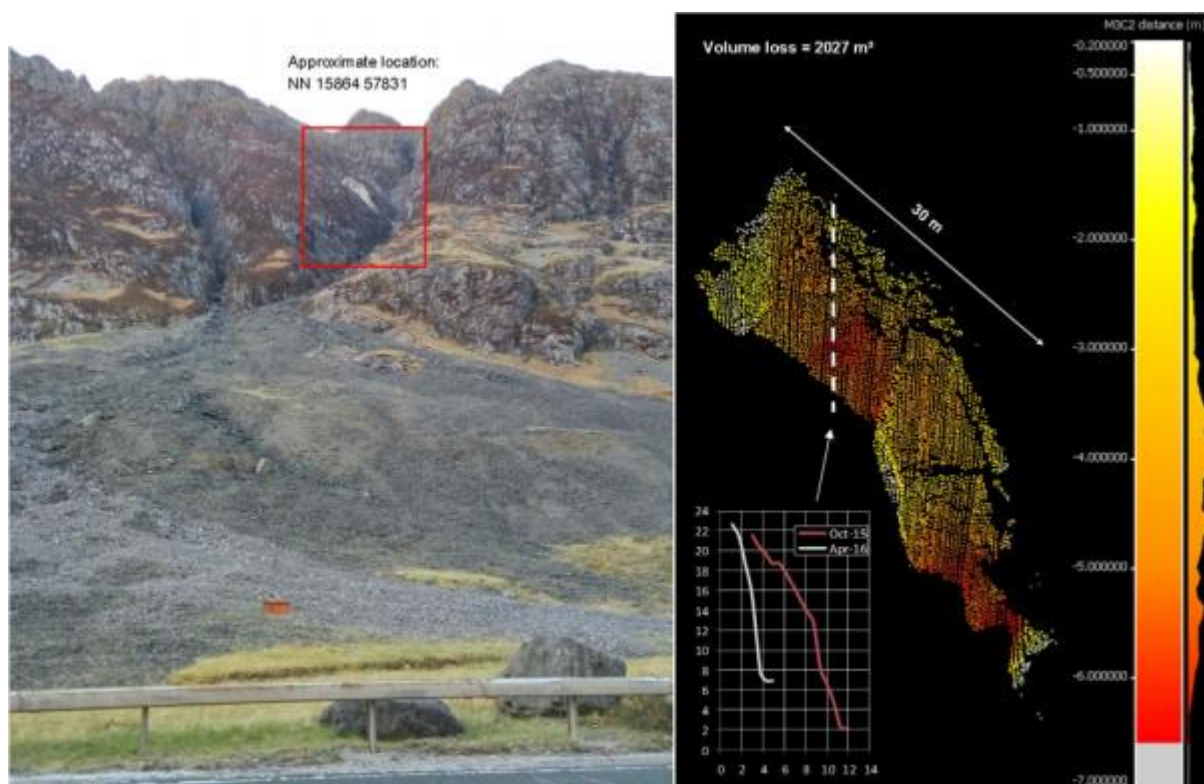 Approximate location:
NN 15864 57831
Volume loss = 2027 m³
M3C2 distance (m)
-0.200000
-0.500000
-1.000000
-2.000000
-3.000000
-4.000000
-5.000000
-6.000000
-7.000000
30 m
24
22
20
18
16
14
12
10
8
6
4
2
0
Oct-15
Apr-16
0 2 4 6 8 10 12 14